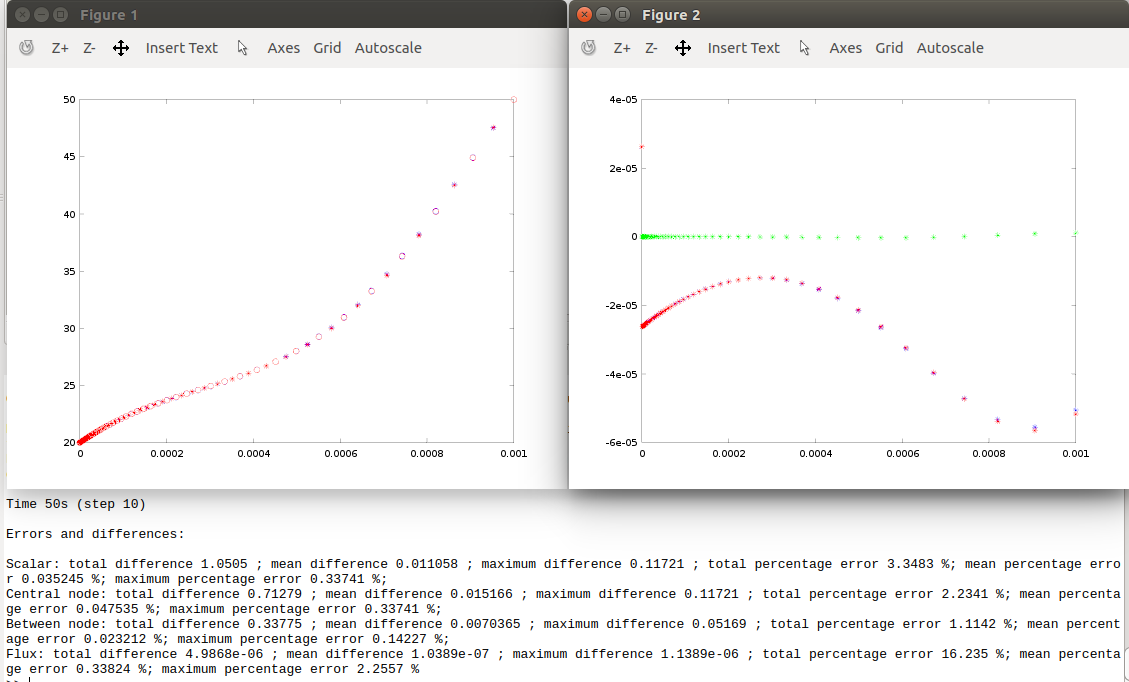 Figure 1
Z+ Z- Insert Text Axes Grid Autoscale
50
45
40
35
30
25
20
0 0.0002 0.0004 0.0006 0.0008 0.001
Figure 2
Z+ Z- Insert Text Axes Grid Autoscale
4e-05
2e-05
0
-2e-05
-4e-05
-6e-05
0 0.0002 0.0004 0.0006 0.0008 0.001
Time 50s (step 10)
Errors and differences:
Scalar: total difference 1.0505 ; mean difference 0.011058 ; maximum difference 0.11721 ; total percentage error 3.3483 %; mean percentage erro
r 0.035245 %; maximum percentage error 0.33741 %;
Central node: total difference 0.71279 ; mean difference 0.015166 ; maximum difference 0.11721 ; total percentage error 2.2341 %; mean percenta
ge error 0.047535 %; maximum percentage error 0.33741 %;
Between node: total difference 0.33775 ; mean difference 0.0070365 ; maximum difference 0.05169 ; total percentage error 1.1142 %; mean percent
age error 0.023212 %; maximum percentage error 0.14227 %;
Flux: total difference 4.9868e-06 ; mean difference 1.0389e-07 ; maximum difference 1.1389e-06 ; total percentage error 16.235 %; mean percenta
ge error 0.33824 %; maximum percentage error 2.2557 %
>>